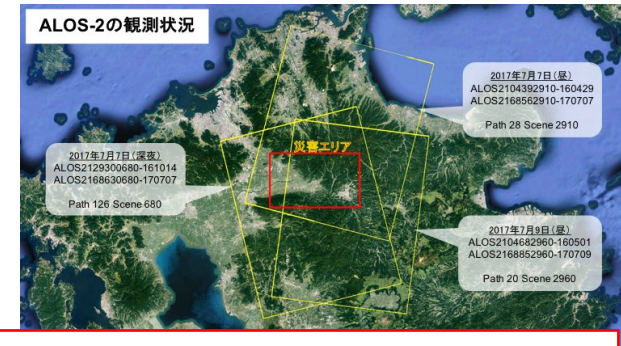 ALOS-2の観測状況
2017年7月7日(昼)
ALOS2104392910-160429
ALOS2168562910-170707
Path 28 Scene 2910
災害エリア
2017年7月7日(深夜)
ALOS2129300680-161014
ALOS2168630680-170707
Path 126 Scene 680
2017年7月9日(昼)
ALOS2104682960-160501
ALOS2168852960-170709
Path 20 Scene 2960